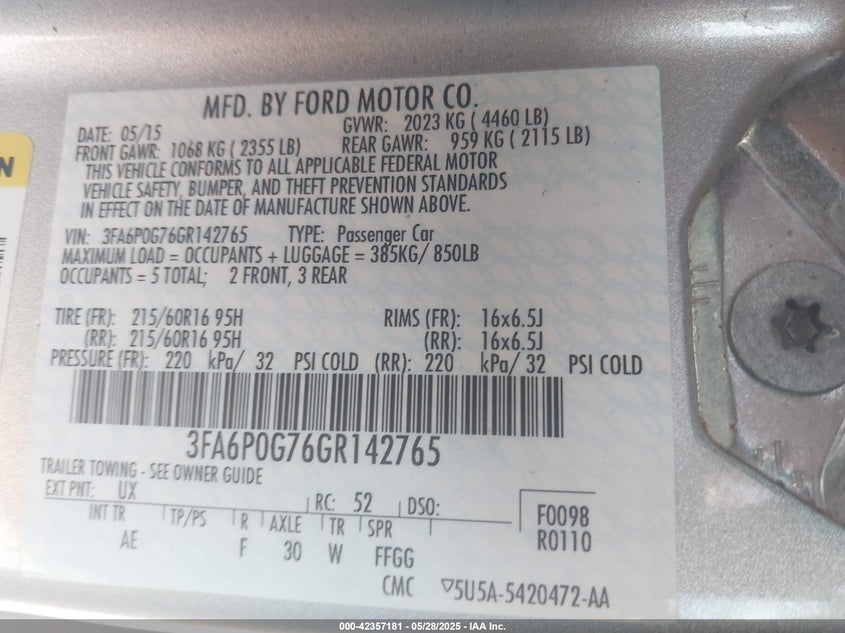 MFD. BY FORD MOTOR CO.
DATE: 05/15 GVWR: 2023 KG ( 4460 LB)
FRONT GAWR: 1068 KG ( 2355 LB) REAR GAWR: 959 KG ( 2115 LB)
THIS VEHICLE CONFORMS TO ALL APPLICABLE FEDERAL MOTOR
VEHICLE SAFETY, BUMPER, AND THEFT PREVENTION STANDARDS
IN EFFECT ON THE DATE OF MANUFACTURE SHOWN ABOVE.
VIN: 3FA6P0G76GR142765 TYPE: Passenger Car
MAXIMUM LOAD = OCCUPANTS + LUGGAGE = 385KG/ 850LB
OCCUPANTS = 5 TOTAL; 2 FRONT, 3 REAR
TIRE (FR): 215/60R16 95H RIMS (FR): 16x6.5J
(RR): 215/60R16 95H (RR): 16x6.5J
PRESSURE (FR): 220 kPa/ 32 PSI COLD (RR): 220 kPa/ 32 PSI COLD
3FA6P0G76GR142765
TRAILER TOWING - SEE OWNER GUIDE
EXT PNT: UX RC: 52 DSO:
INT TR TP/PS R AXLE TR SPR
AE F 30 W FFGG
F0098
R0110
CMC ▽5U5A-5420472-AA
N
000-42357181 - 05/28/2025 - IAA Inc.